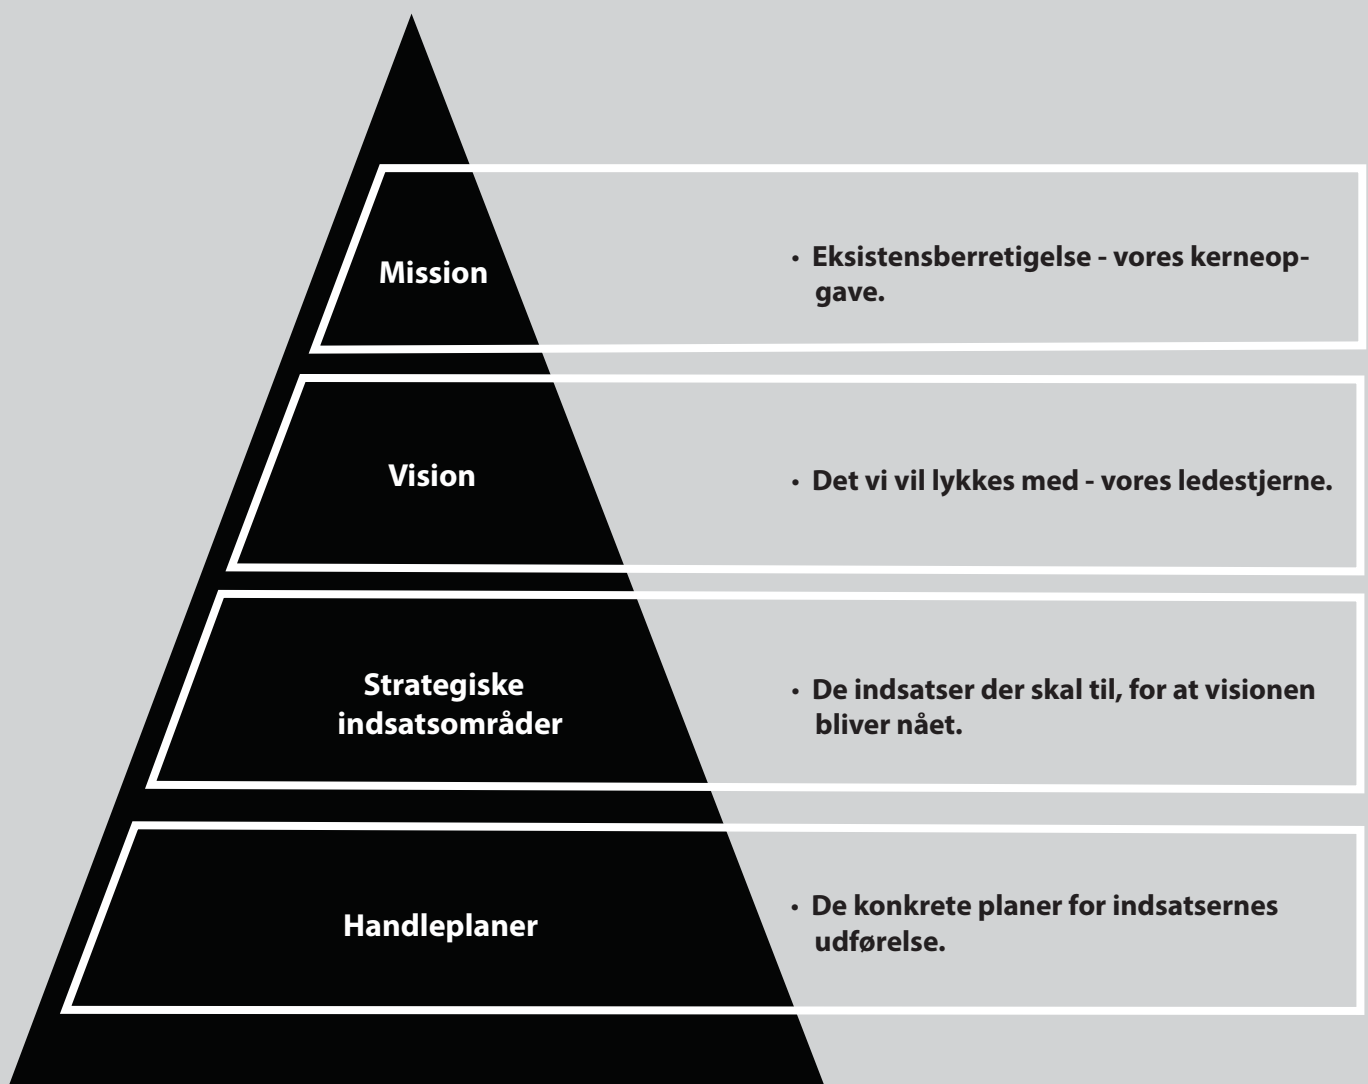 Mission
• Eksistensberretigelse - vores kerneop-
gave.
Vision
• Det vi vil lykkes med - vores ledestjerne.
Strategiske
indsatsområder
• De indsatser der skal til, for at visionen
bliver nået.
Handleplaner
• De konkrete planer for indsatsernes
udførelse.